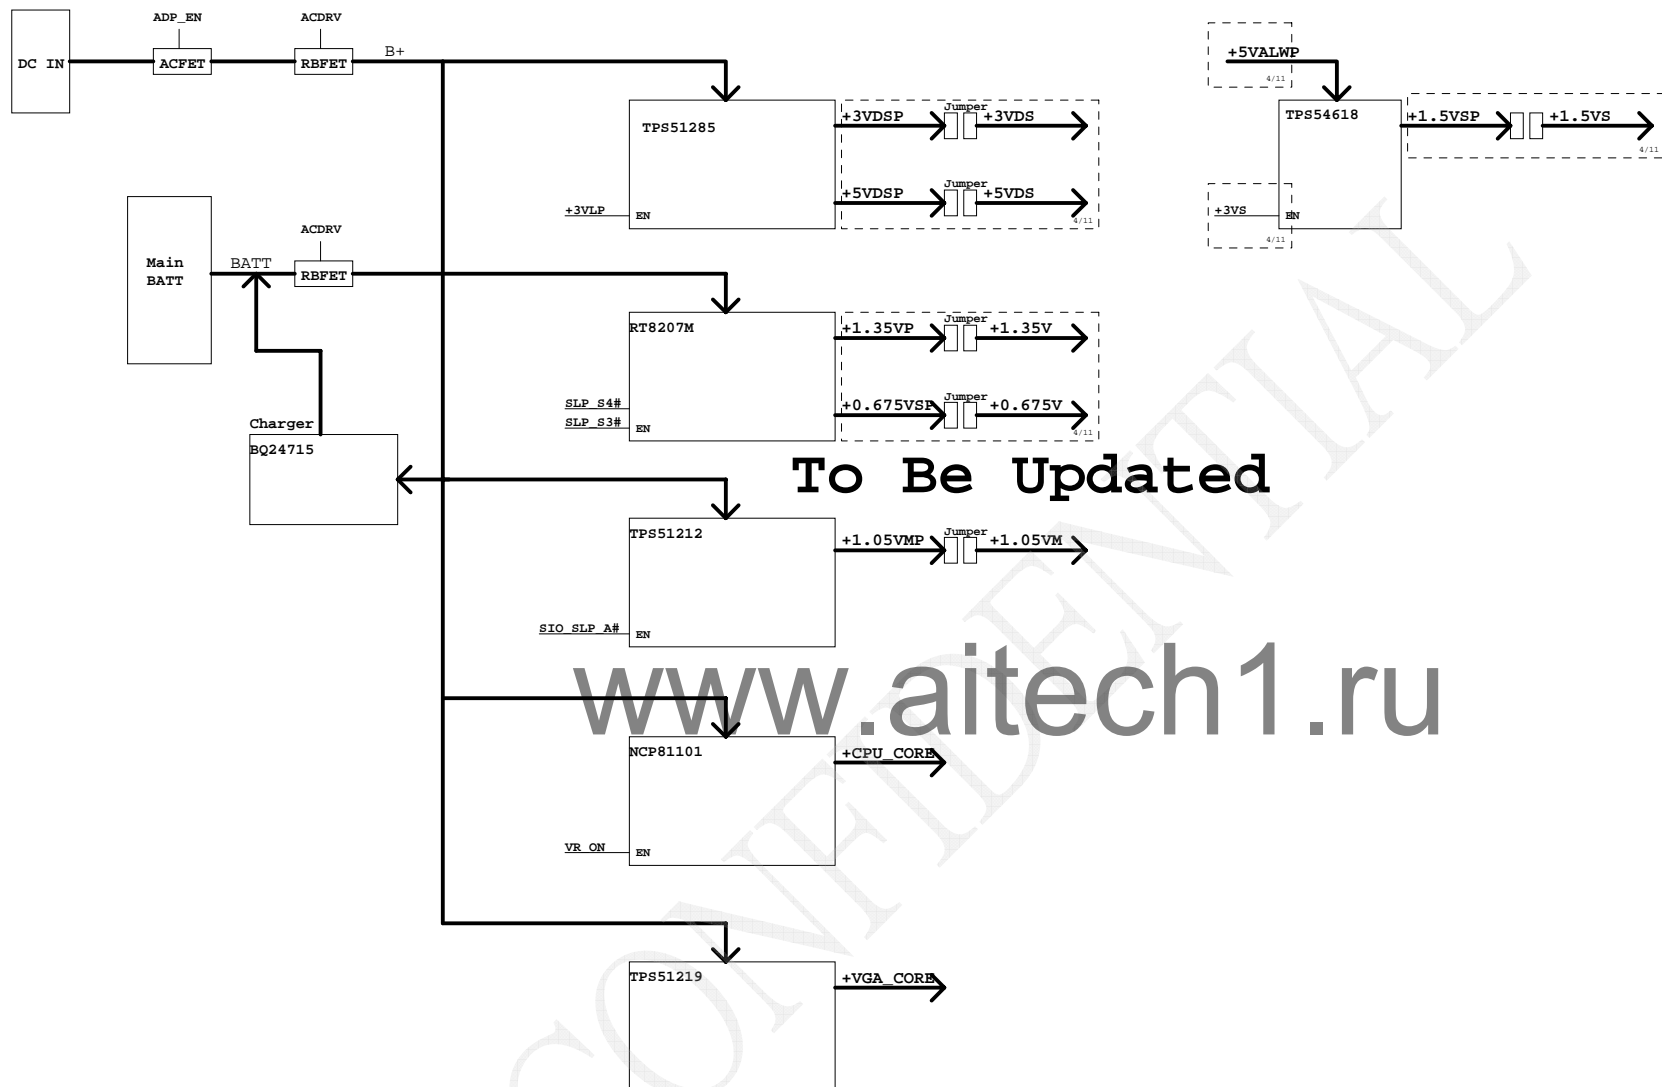 ADP_EN
ACDRV
DC IN
ACFET
RBFET
B+
+5VALWP
4/11
TPS51285
+3VDSP
Jumper
+3VDS
+5VDSP
Jumper
+5VDS
4/11
+3VLP
EN
TPS54618
+1.5VSP
+1.5VS
4/11
+3VS
EN
4/11
Main
BATT
BATT
ACDRV
RBFET
RT8207M
+1.35VP
Jumper
+1.35V
SLP_S4#
SLP_S3#
EN
+0.675VSP
Jumper
+0.675V
4/11
Charger
BQ24715
To Be Updated
TPS51212
+1.05VMP
Jumper
+1.05VM
SIO_SLP_A#
EN
www.aitech1.ru
NCP81101
+CPU_CORE
VR_ON
EN
TPS51219
+VGA_CORE
CONFIDENTIAL